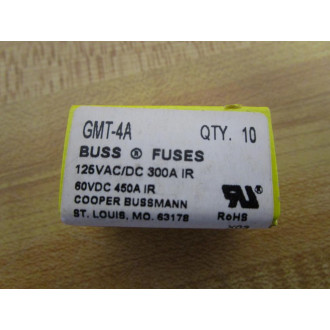 GMT-4A QTY. 10
BUSS ® FUSES
125VAC/DC 300A IR
60VDC 450A IR
COOPER BUSSMANN
ST. LOUIS, MO. 63178
RoHS